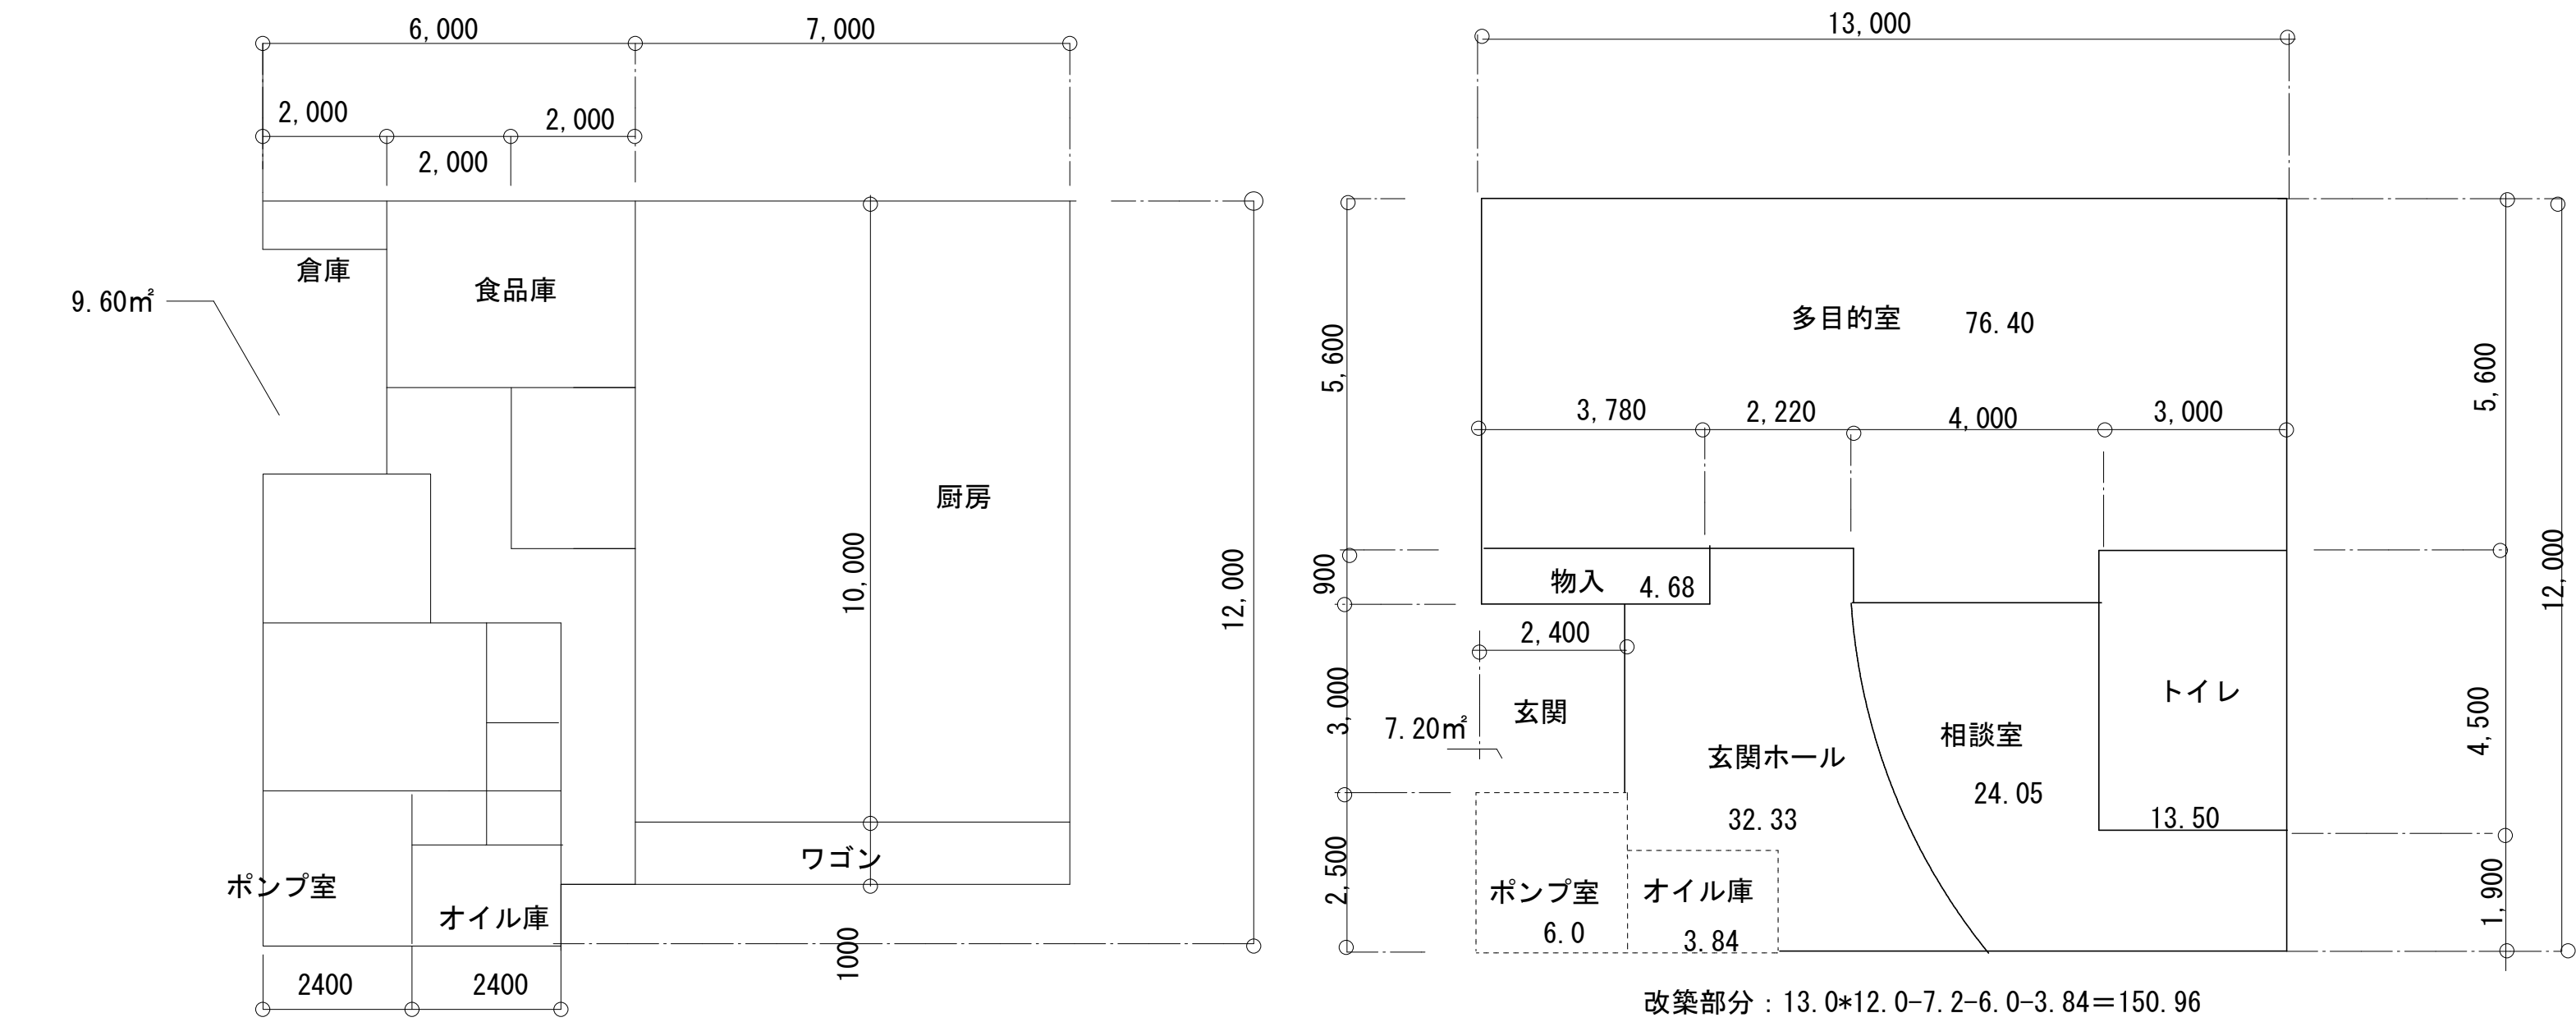 6,000
7,000
2,000
2,000
2,000
倉庫
食品庫
9.60㎡
厨房
10,000
12,000
ワゴン
ポンプ室
オイル庫
1000
2400
2400
13,000
多目的室 76.40
5,600
5,600
3,780
2,220
4,000
3,000
900
物入 4.68
12,000
2,400
3,000
玄関
トイレ
4,500
7.20㎡
相談室
玄関ホール
24.05
32.33
13.50
2,500
ポンプ室
オイル庫
1,900
6.0
3.84
改築部分：13.0*12.0−7.2−6.0−3.84＝150.96